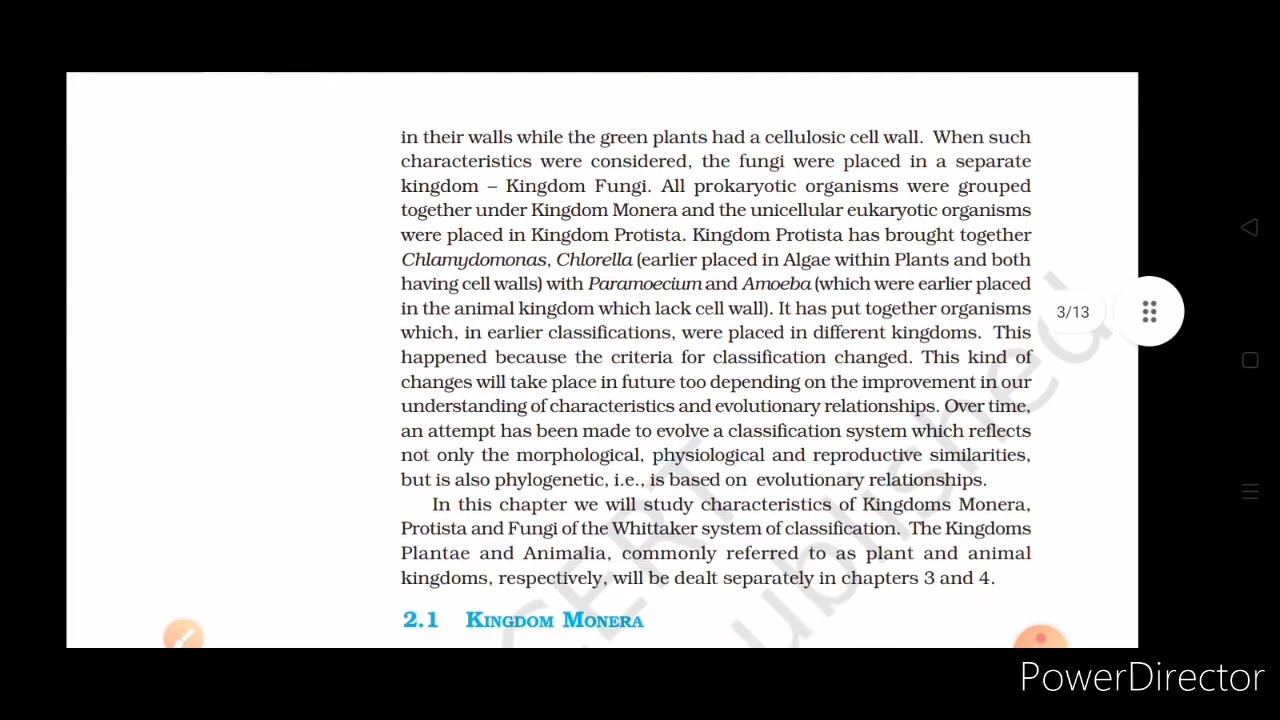 in their walls while the green plants had a cellulosic cell wall. When such
characteristics were considered, the fungi were placed in a separate
kingdom – Kingdom Fungi. All prokaryotic organisms were grouped
together under Kingdom Monera and the unicellular eukaryotic organisms
were placed in Kingdom Protista. Kingdom Protista has brought together
Chlamydomonas, Chlorella (earlier placed in Algae within Plants and both
having cell walls) with Paramoecium and Amoeba (which were earlier placed
in the animal kingdom which lack cell wall). It has put together organisms
which, in earlier classifications, were placed in different kingdoms. This
happened because the criteria for classification changed. This kind of
changes will take place in future too depending on the improvement in our
understanding of characteristics and evolutionary relationships. Over time,
an attempt has been made to evolve a classification system which reflects
not only the morphological, physiological and reproductive similarities,
but is also phylogenetic, i.e., is based on evolutionary relationships.
In this chapter we will study characteristics of Kingdoms Monera,
Protista and Fungi of the Whittaker system of classification. The Kingdoms
Plantae and Animalia, commonly referred to as plant and animal
kingdoms, respectively, will be dealt separately in chapters 3 and 4.
2.1 KINGDOM MONERA
3/13
PowerDirector